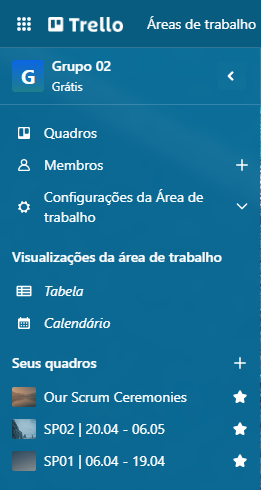 Trello Áreas de trabalho
G Grupo 02
Grátis
Quadros
Membros
Configurações da Área de
trabalho
Visualizações da área de trabalho
Tabela
Calendário
Seus quadros
Our Scrum Ceremonies
SP02 | 20.04 - 06.05
SP01 | 06.04 - 19.04